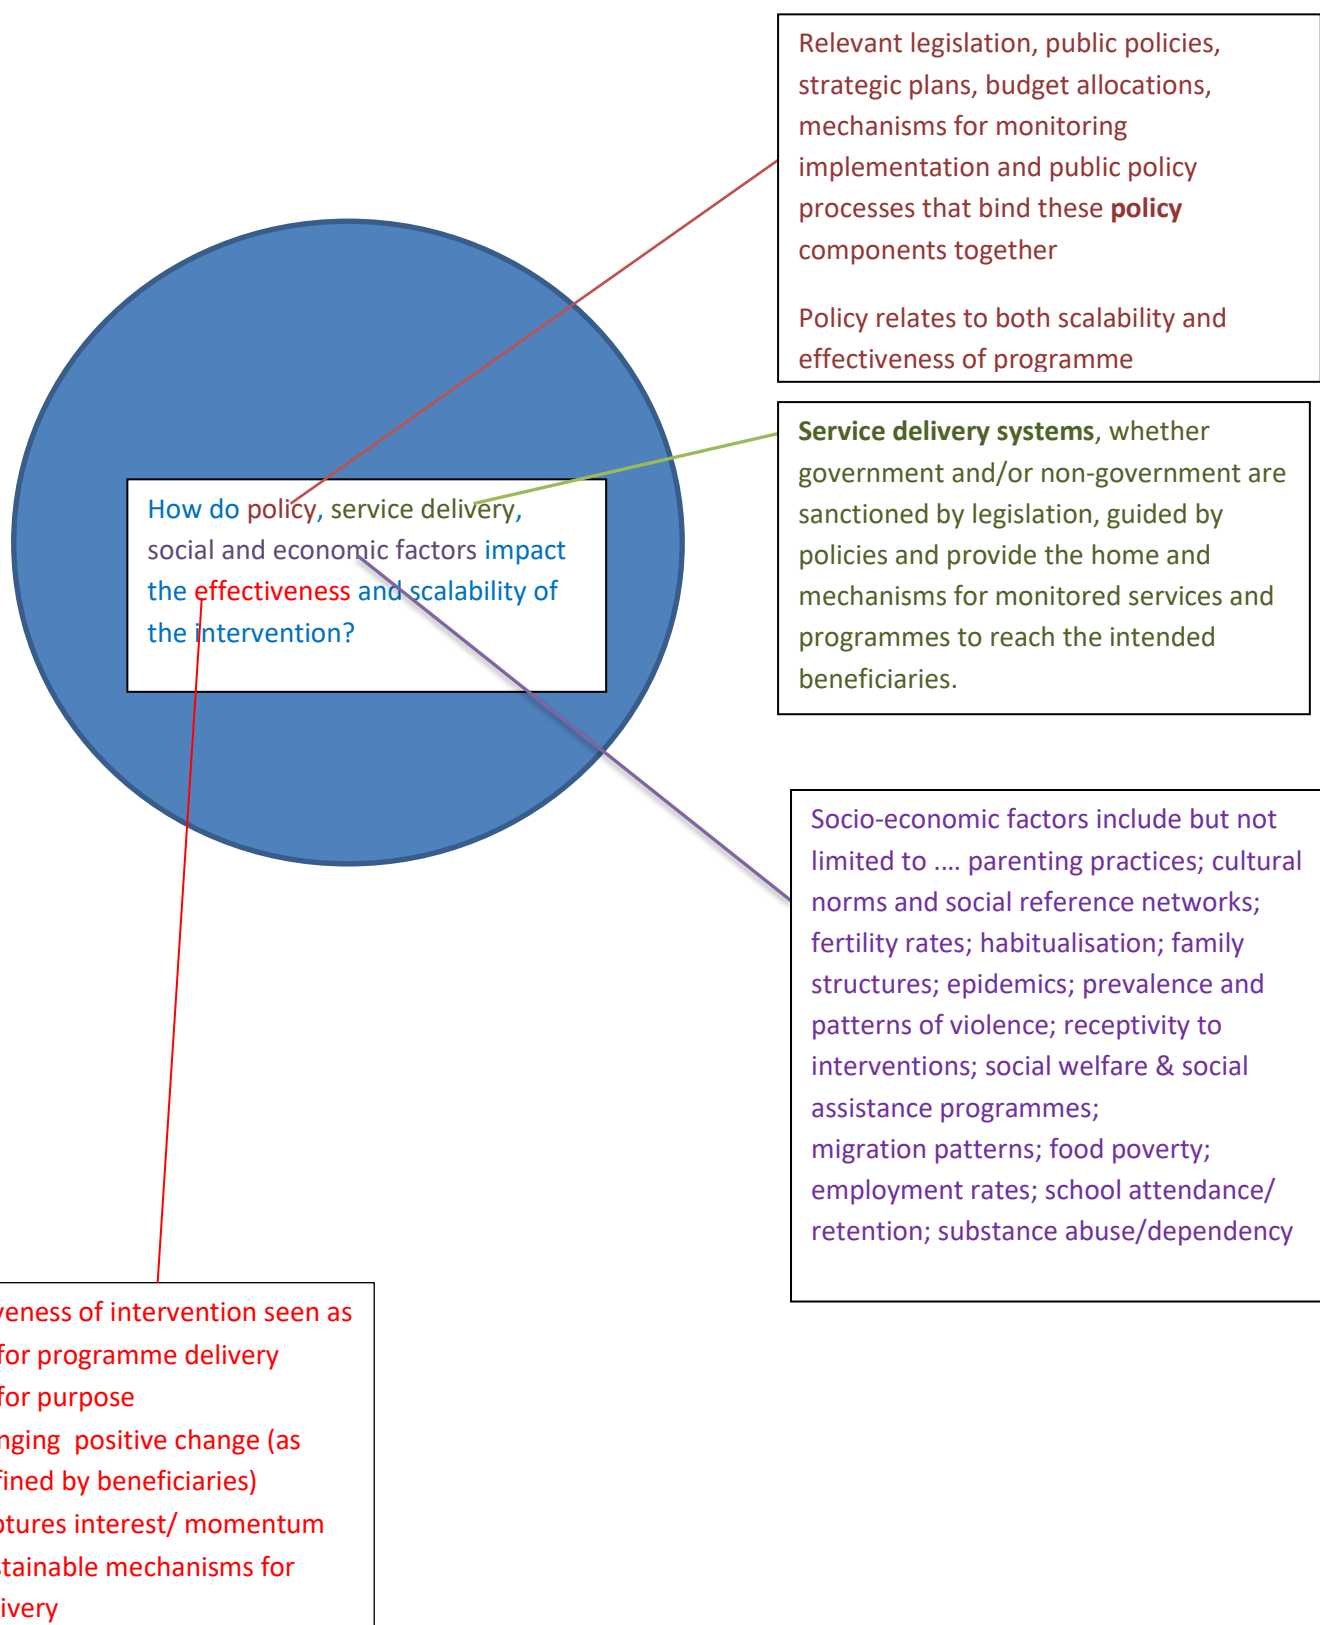 Relevant legislation, public policies,
strategic plans, budget allocations,
mechanisms for monitoring
implementation and public policy
processes that bind these policy
components together
Policy relates to both scalability and
effectiveness of programme
Service delivery systems, whether
government and/or non-government are
sanctioned by legislation, guided by
policies and provide the home and
mechanisms for monitored services and
programmes to reach the intended
beneficiaries.
How do policy, service delivery,
social and economic factors impact
the effectiveness and scalability of
the intervention?
Socio-economic factors include but not
limited to .... parenting practices; cultural
norms and social reference networks;
fertility rates; habitualisation; family
structures; epidemics; prevalence and
patterns of violence; receptivity to
interventions; social welfare & social
assistance programmes;
migration patterns; food poverty;
employment rates; school attendance/
retention; substance abuse/dependency
veness of intervention seen as
for programme delivery
for purpose
nging positive change (as
fined by beneficiaries)
ptures interest/ momentum
stainable mechanisms for
ivery